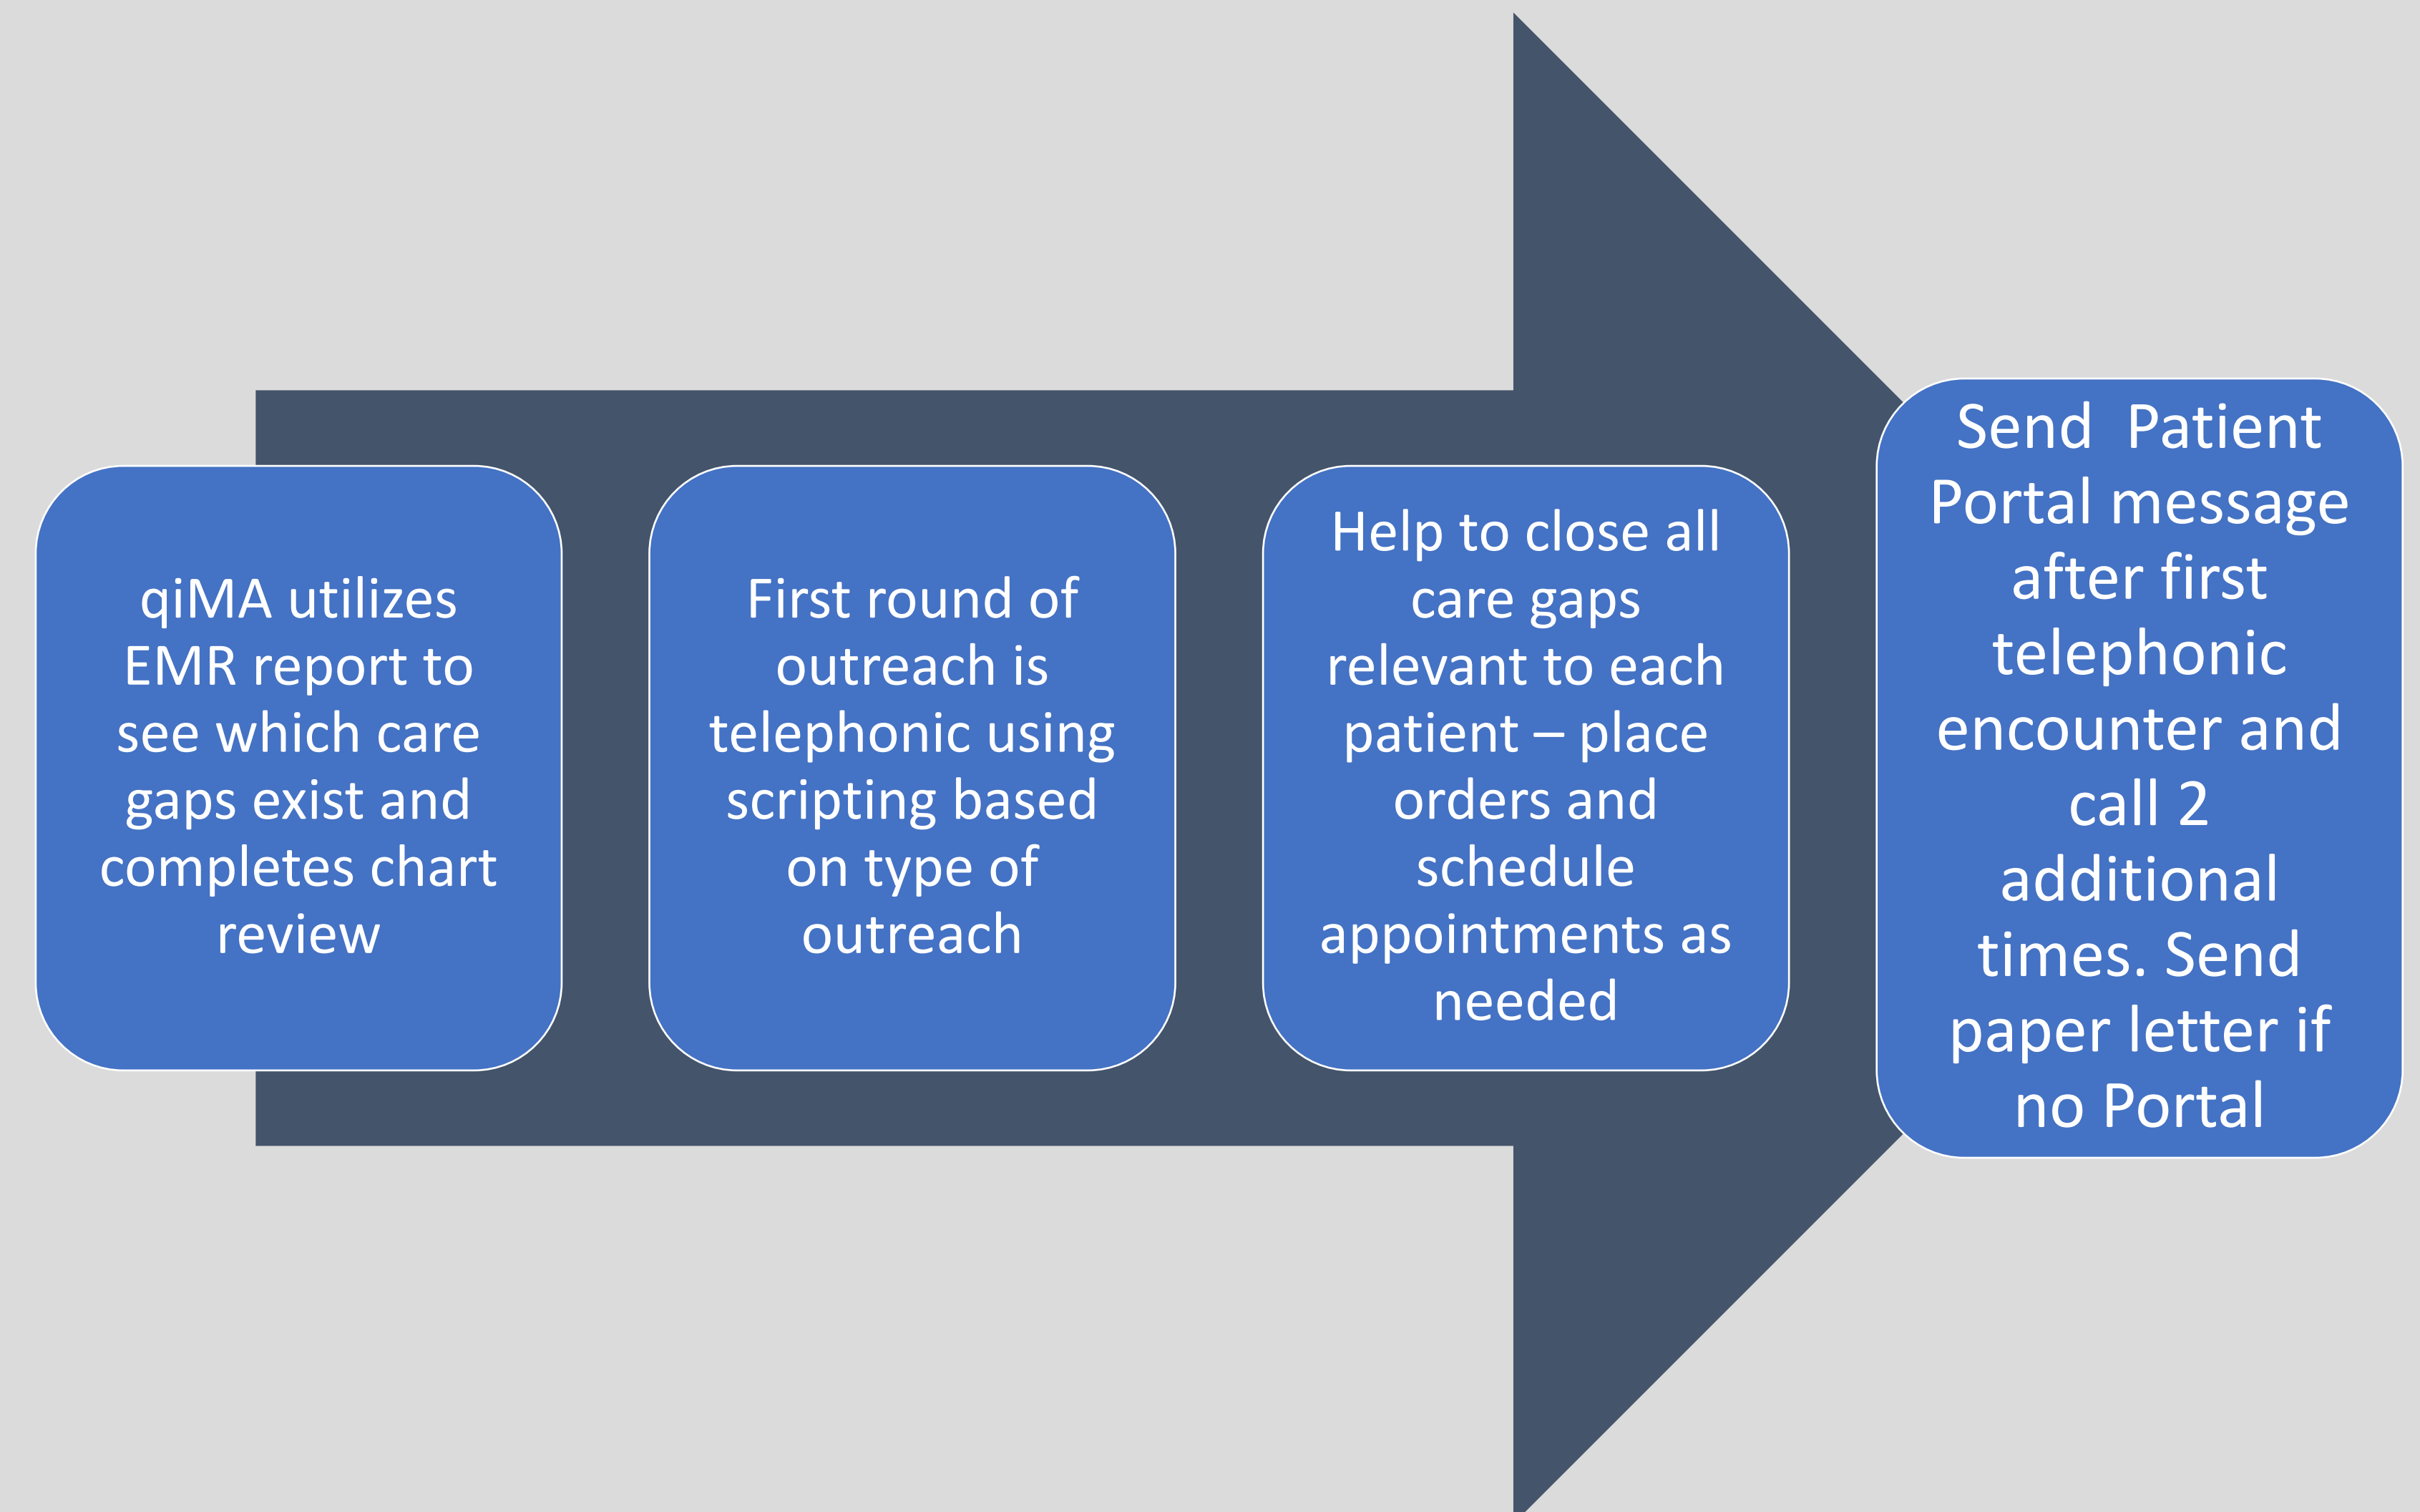 qiMA utilizes
EMR report to
see which care
gaps exist and
completes chart
review
First round of
outreach is
telephonic using
scripting based
on type of
outreach
Help to close all
care gaps
relevant to each
patient – place
orders and
schedule
appointments as
needed
Send  Patient
Portal message
after first
telephonic
encounter and
call 2
additional
times. Send
paper letter if
no Portal